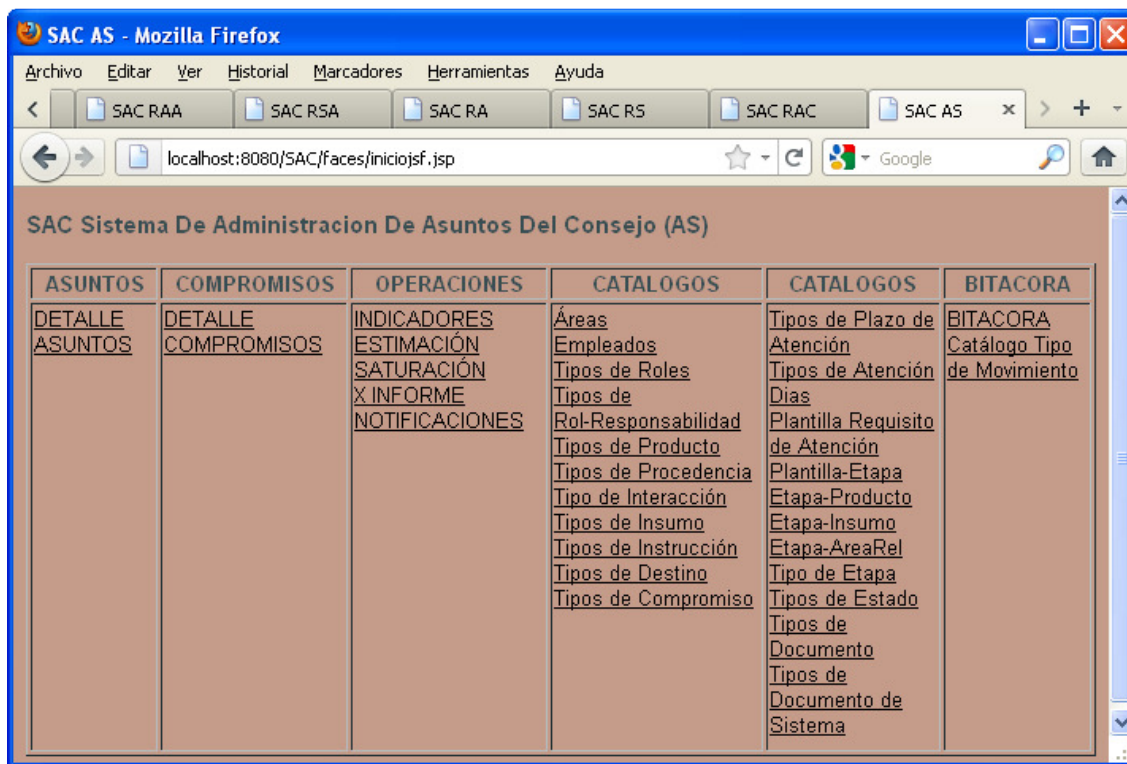 SAC AS - Mozilla Firefox
Archivo Editar Ver Historial Marcadores Herramientas Ayuda
SAC RAA SAC RSA SAC RA SAC RS SAC RAC SAC AS
localhost:8080/SAC/faces/iniciojsf.jsp Google
SAC Sistema De Administracion De Asuntos Del Consejo (AS)
ASUNTOS COMPROMISOS OPERACIONES CATALOGOS CATALOGOS BITACORA
DETALLE
ASUNTOS
DETALLE
COMPROMISOS
INDICADORES
ESTIMACIÓN
SATURACIÓN
X INFORME
NOTIFICACIONES
Áreas
Empleados
Tipos de Roles
Tipos de
Rol-Responsabilidad
Tipos de Producto
Tipos de Procedencia
Tipo de Interacción
Tipos de Insumo
Tipos de Instrucción
Tipos de Destino
Tipos de Compromiso
Tipos de Plazo de
Atención
Tipos de Atención
Dias
Plantilla Requisito
de Atención
Plantilla-Etapa
Etapa-Producto
Etapa-Insumo
Etapa-AreaRel
Tipo de Etapa
Tipos de Estado
Tipos de
Documento
Tipos de
Documento de
Sistema
BITACORA
Catálogo Tipo
de Movimiento